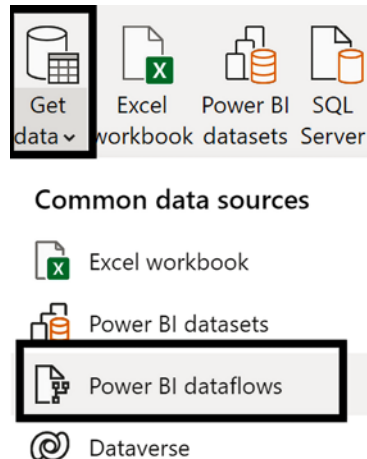 Get Excel Power BI SQL
data workbook datasets Server
Common data sources
Excel workbook
Power BI datasets
Power BI dataflows
Dataverse